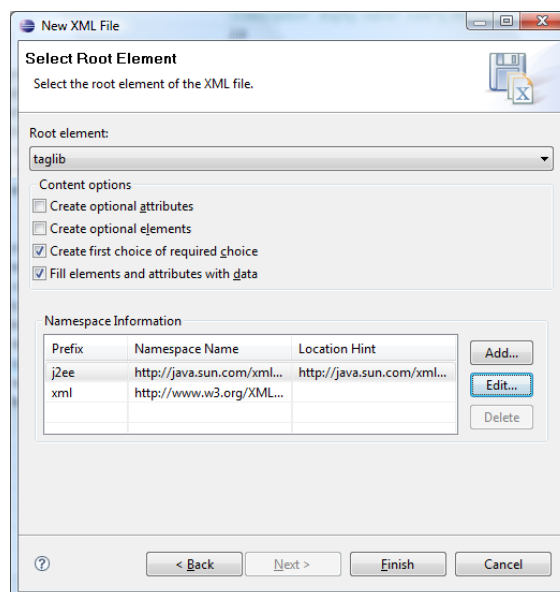 New XML File
Select Root Element
Select the root element of the XML file.
X
Root element:
taglib
Content options
Create optional attributes
Create optional elements
Create first choice of required choice
Fill elements and attributes with data
Namespace Information
Prefix Namespace Name Location Hint
j2ee http://java.sun.com/xml... http://java.sun.com/xml...
xml http://www.w3.org/XML...
Add...
Edit...
Delete
?
< Back Next > Finish Cancel